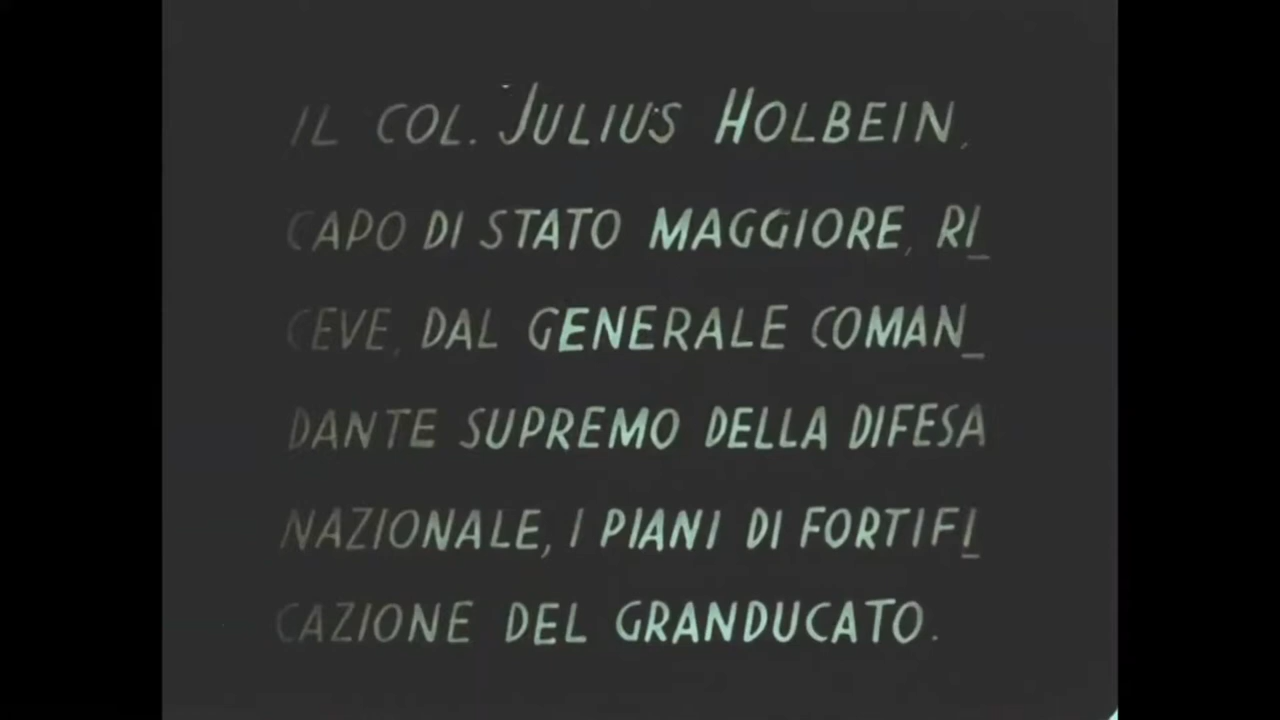 IL COL. JULIUS HOLBEIN,
CAPO DI STATO MAGGIORE, RI_
CEVE, DAL GENERALE COMAN_
DANTE SUPREMO DELLA DIFESA
NAZIONALE, I PIANI DI FORTIFI_
CAZIONE DEL GRANDUCATO.